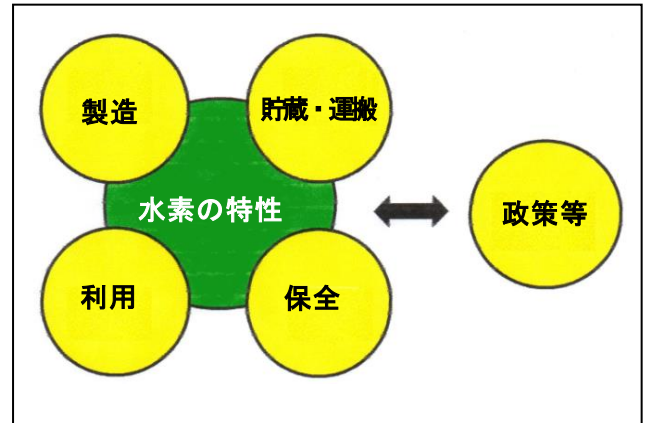 製造
貯蔵・運搬
水素の特性
政策等
利用
保全